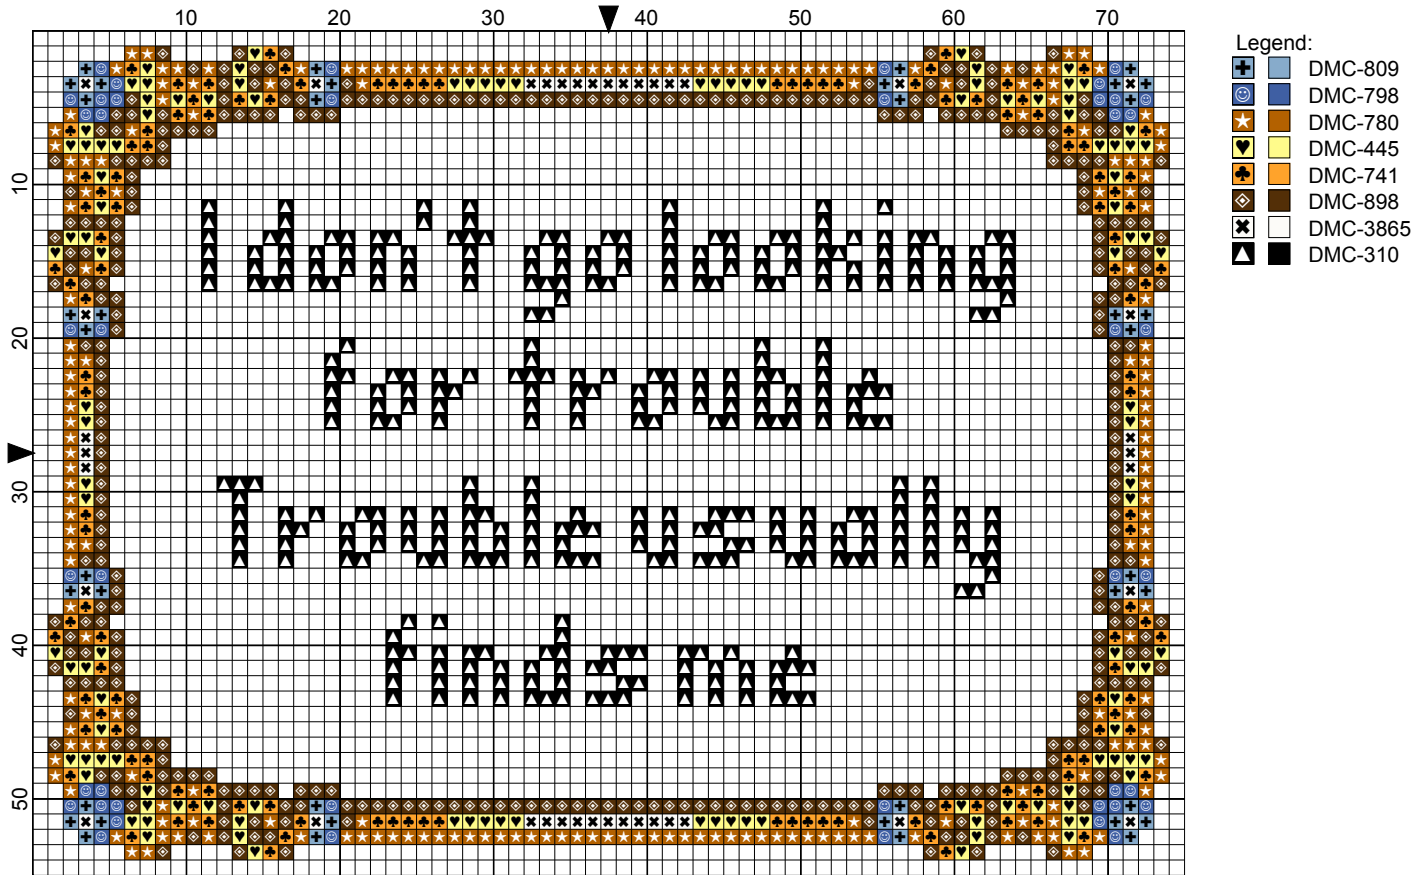 10 20 30 40 50 60 70
Legend:
DMC-809
DMC-798
DMC-780
DMC-445
DMC-741
DMC-898
DMC-3865
DMC-310
10
20
30
40
50
I don't go looking
for trouble
Trouble usually
finds me